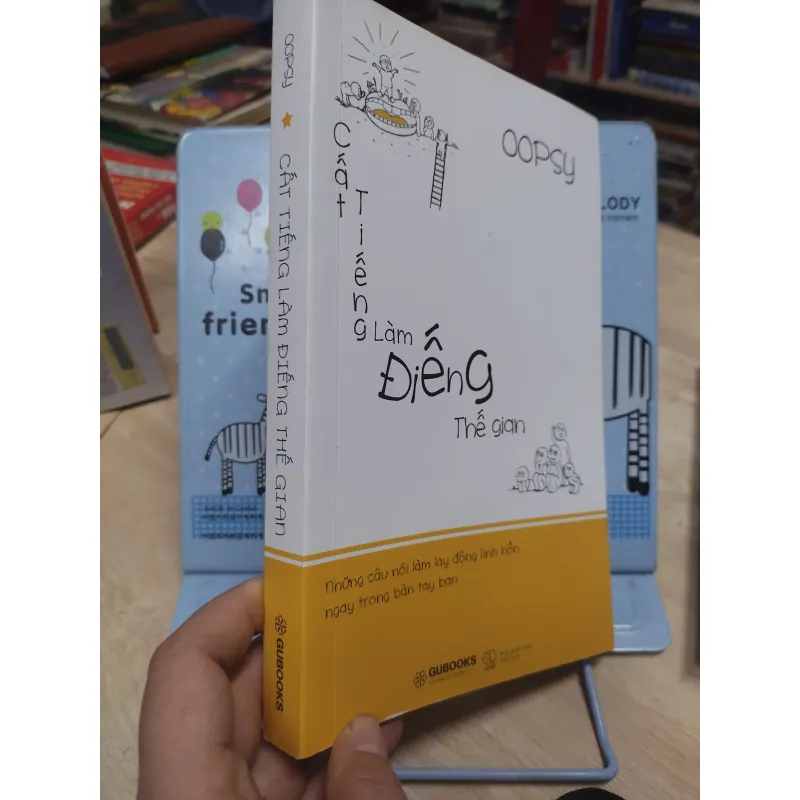 OOPSY
CẤT TIẾNG LÀM ĐIẾNG THẾ GIAN
GUBOOKS
OOPSY
Cất
Tiếng
Làm
Điếng
Thế gian
Những câu nói làm lay động linh hồn
ngay trong bàn tay bạn
GUBOOKS
Sm
frien
LODY